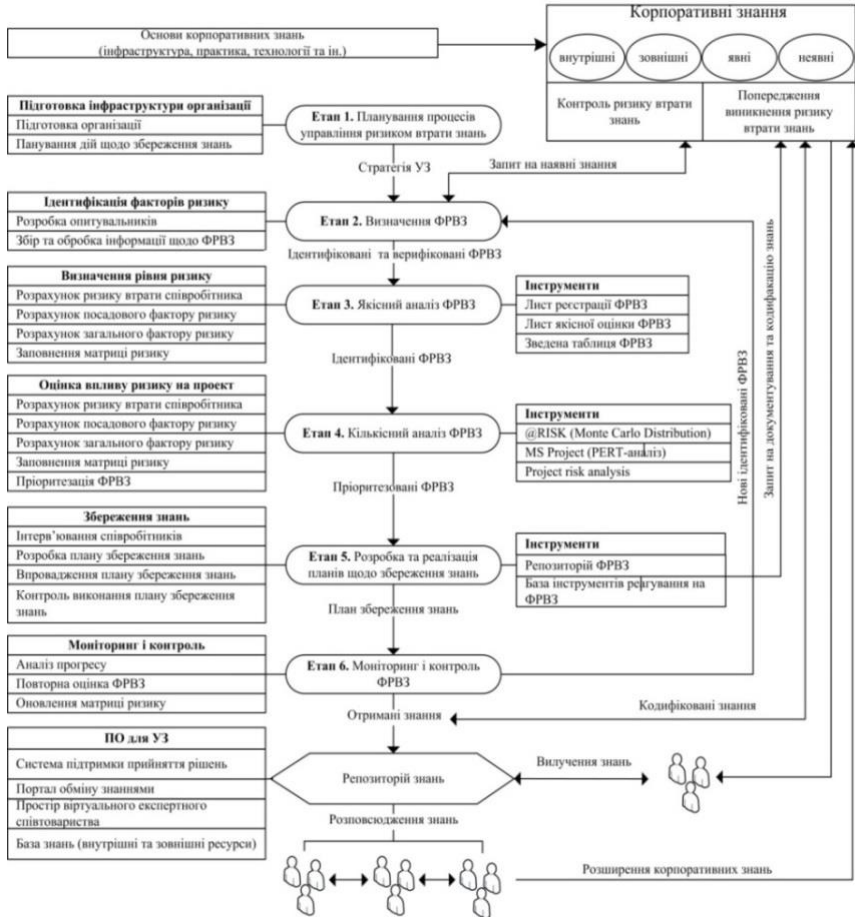 Корпоративні знання
Основи корпоративних знань
(інфраструктура, практика, технології та ін.)
внутрішні
зовнішні
явні
неявні
Контроль ризику втрати
знань
Попередження
виникнення ризику
втрати знань
Підготовка інфраструктури організації
Підготовка організації
Панування дій щодо збереження знань
Етап 1. Планування процесів
управління ризиком втрати знань
Стратегія УЗ
Запит на наявні знання
Ідентифікація факторів ризику
Розробка опитувальників
Збір та обробка інформації щодо ФРВЗ
Етап 2. Визначення ФРВЗ
Ідентифіковані та верифіковані ФРВЗ
Визначення рівня ризику
Розрахунок ризику втрати співробітника
Розрахунок посадового фактору ризику
Розрахунок загального фактору ризику
Заповнення матриці ризику
Етап 3. Якісний аналіз ФРВЗ
Інструменти
Лист реєстрації ФРВЗ
Лист якісної оцінки ФРВЗ
Зведена таблиця ФРВЗ
Ідентифіковані ФРВЗ
Оцінка впливу ризику на проект
Розрахунок ризику втрати співробітника
Розрахунок посадового фактору ризику
Розрахунок загального фактору ризику
Заповнення матриці ризику
Пріоритезація ФРВЗ
Етап 4. Кількісний аналіз ФРВЗ
Інструменти
@RISK (Monte Carlo Distribution)
MS Project (PERT-аналіз)
Project risk analysis
Пріоритезовані ФРВЗ
Нові ідентифіковані ФРВЗ
Запит на документування та кодифакацію знань
Збереження знань
Інтерв’ювання співробітників
Розробка плану збереження знань
Впровадження плану збереження знань
Контроль виконання плану збереження
знань
Етап 5. Розробка та реалізація
планів щодо збереження знань
Інструменти
Репозиторій ФРВЗ
База інструментів реагування на
ФРВЗ
План збереження знань
Моніторинг і контроль
Аналіз прогресу
Повторна оцінка ФРВЗ
Оновлення матриці ризику
Етап 6. Моніторинг і контроль
ФРВЗ
Отримані знання
Кодифіковані знання
ПО для УЗ
Система підтримки прийняття рішень
Портал обміну знаннями
Простір віртуального експертного
співтовариства
База знань (внутрішні та зовнішні ресурси)
Репозиторій знань
Вилучення знань
Розповсюдження знань
Розширення корпоративних знань